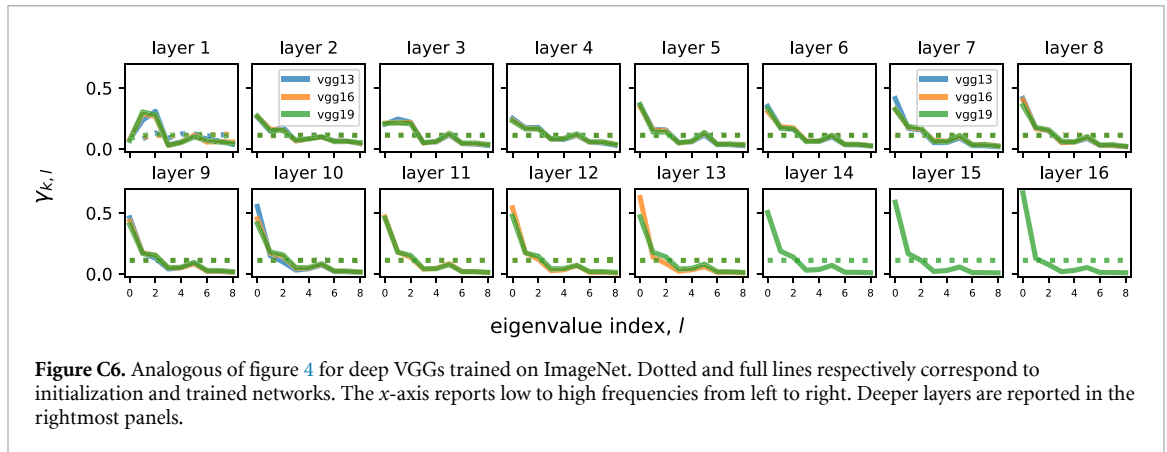 layer 1 layer 2 layer 3 layer 4 layer 5 layer 6 layer 7 layer 8
0.5
0.0
vgg13
vgg16
vgg19
vgg13
vgg16
vgg19
γk,l
layer 9 layer 10 layer 11 layer 12 layer 13 layer 14 layer 15 layer 16
0.5
0.0
0 2 4 6 8 0 2 4 6 8 0 2 4 6 8 0 2 4 6 8 0 2 4 6 8 0 2 4 6 8 0 2 4 6 8 0 2 4 6 8
eigenvalue index, l
Figure C6. Analogous of figure 4 for deep VGGs trained on ImageNet. Dotted and full lines respectively correspond to
initialization and trained networks. The x-axis reports low to high frequencies from left to right. Deeper layers are reported in the
rightmost panels.